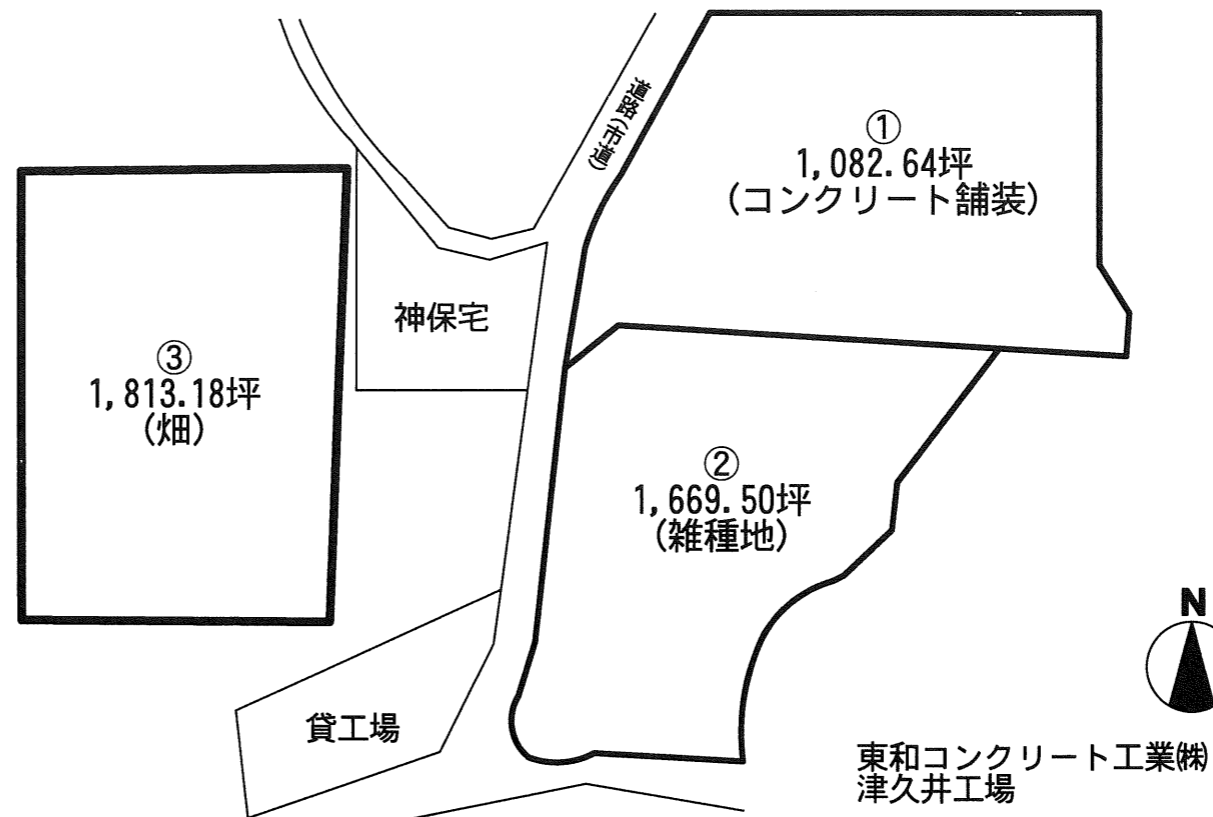 道路(市道)
①
1,082.64坪
(コンクリート舗装)
神保宅
③
1,813.18坪
(畑)
②
1,669.50坪
(雑種地)
N
貸工場
東和コンクリート工業㈱
津久井工場